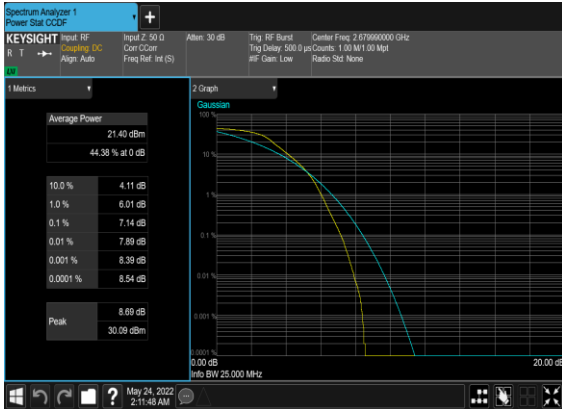 Spectrum Analyzer 1
Power Stat CCDF
+
KEYSIGHT
R T
Input: RF
Coupling: DC
Align: Auto
Input Z: 50 Ω
Corr CCorr
Freq Ref: Int (S)
Atten: 30 dB
Trig: RF Burst
Trig Delay: 500.0 µs
#IF Gain: Low
Center Freq: 2.679990000 GHz
Counts: 1.00 M/1.00 Mpt
Radio Std: None
1 Metrics
Average Power
21.40 dBm
44.38 % at 0 dB
10.0 % 4.11 dB
1.0 % 6.01 dB
0.1 % 7.14 dB
0.01 % 7.89 dB
0.001 % 8.39 dB
0.0001 % 8.54 dB
Peak
8.69 dB
30.09 dBm
2 Graph
Gaussian
100 %
10 %
1 %
0.1 %
0.01 %
0.001 %
0.0001 %
0.00 dB
20.00 dB
Info BW 25.000 MHz
?
May 24, 2022
2:11:48 AM